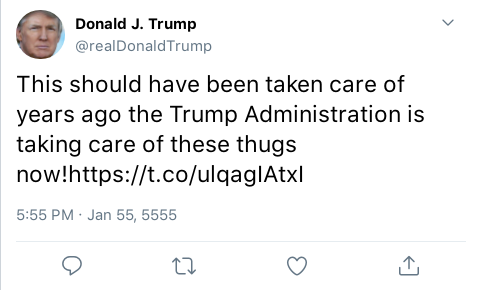 Donald J. Trump
@realDonaldTrump
This should have been taken care of
years ago the Trump Administration is
taking care of these thugs
now!https://t.co/ulqaglAtxl
5:55 PM · Jan 55, 5555